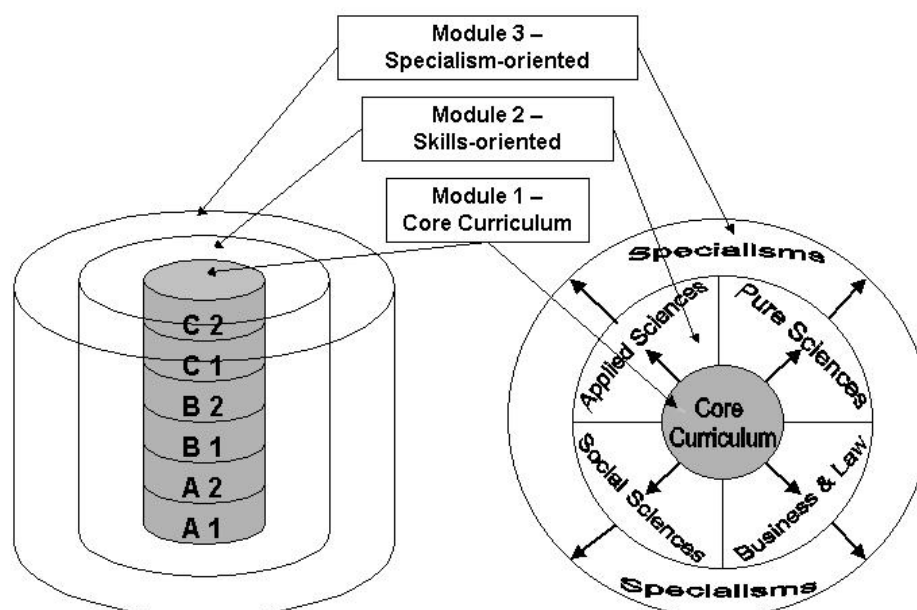 Module 3 –
Specialism-oriented
Module 2 –
Skills-oriented
Module 1 –
Core Curriculum
C 2
C 1
B 2
B 1
A 2
A 1
Specialisms
Applied Sciences
Pure Sciences
Core
Curriculum
Social Sciences
Business & Law
Specialisms